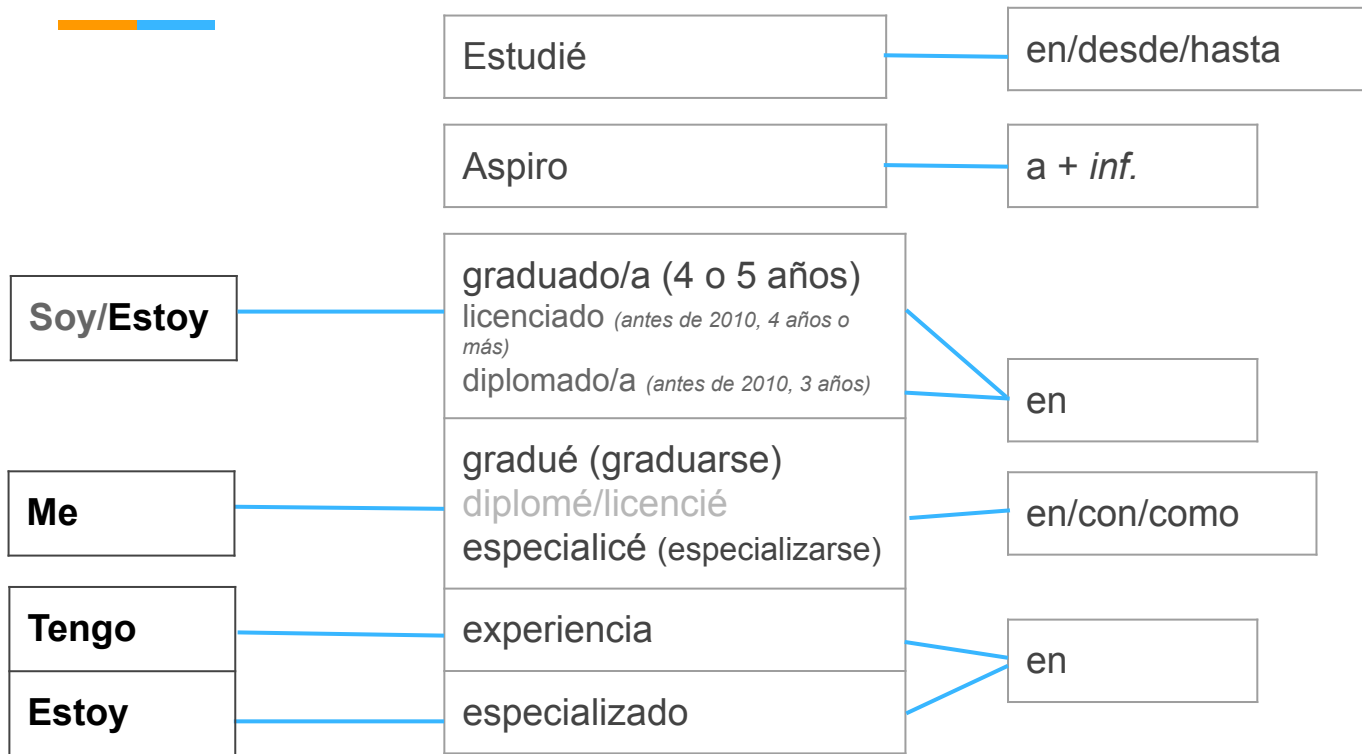 Estudié
en/desde/hasta
Aspiro
a + inf.
Soy/Estoy
graduado/a (4 o 5 años)
licenciado (antes de 2010, 4 años o
más)
diplomado/a (antes de 2010, 3 años)
en
Me
gradué (graduarse)
diplomé/licencié
especialicé (especializarse)
en/con/como
Tengo
experiencia
en
Estoy
especializado